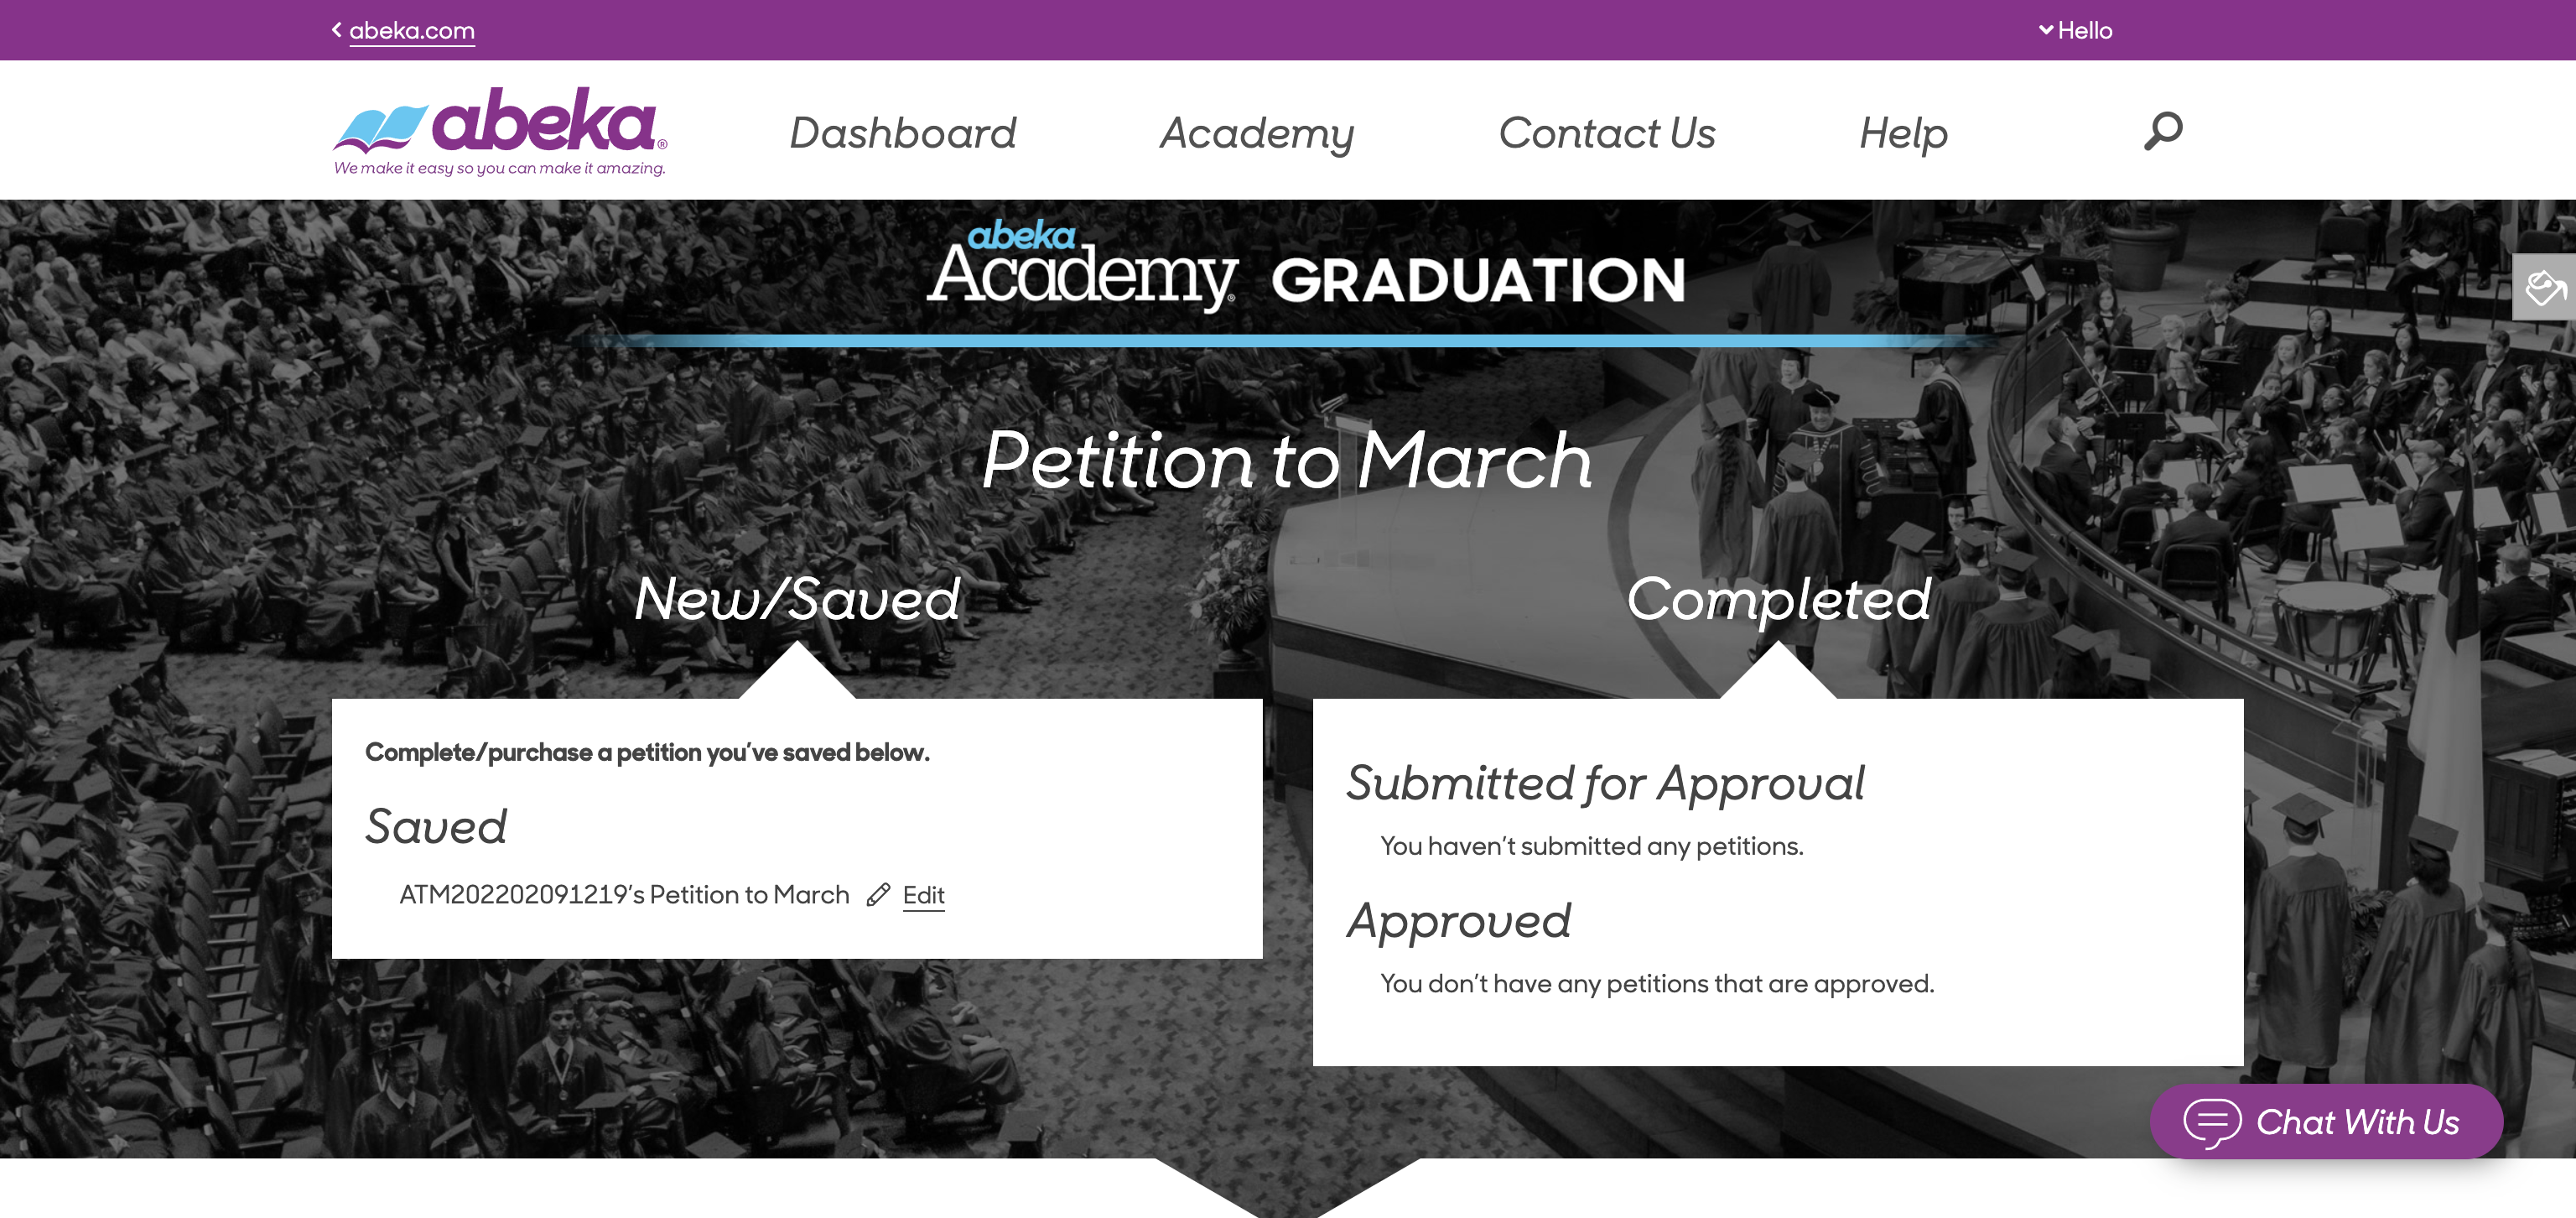 abeka.com
Hello
abeka®
We make it easy so you can make it amazing.
Dashboard
Academy
Contact Us
Help
abeka
Academy® GRADUATION
Petition to March
New/Saved
Complete/purchase a petition you've saved below.
Saved
ATM202202091219's Petition to March
Edit
Completed
Submitted for Approval
You haven't submitted any petitions.
Approved
You don't have any petitions that are approved.
Chat With Us